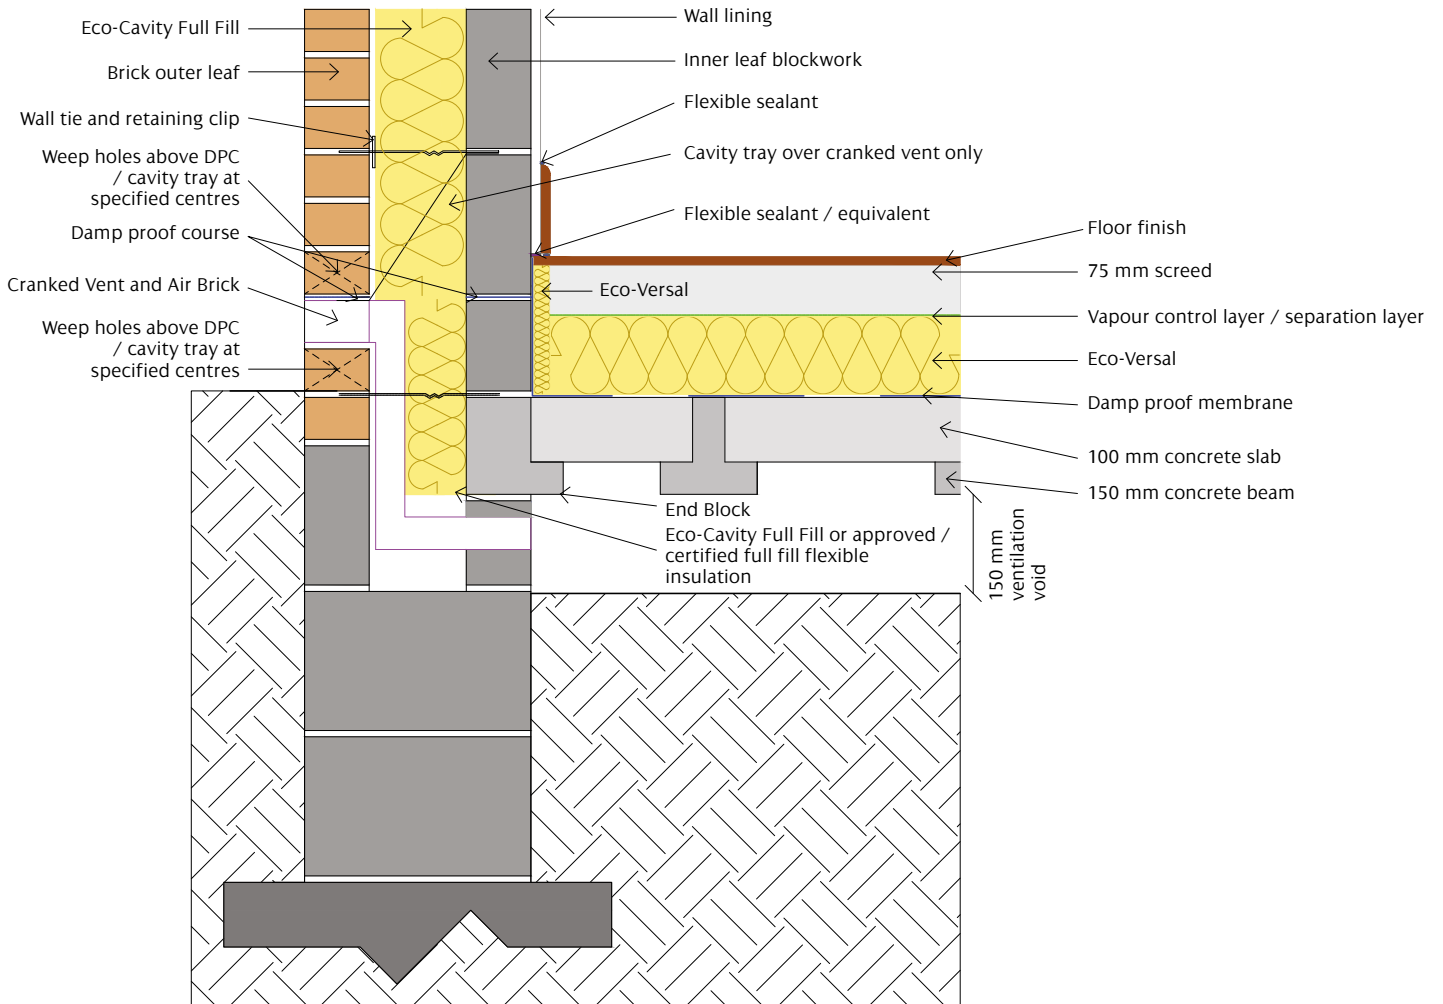 Eco-Cavity Full Fill
Brick outer leaf
Wall tie and retaining clip
Weep holes above DPC
/ cavity tray at
specified centres
Damp proof course
Cranked Vent and Air Brick
Weep holes above DPC
/ cavity tray at
specified centres
Wall lining
Inner leaf blockwork
Flexible sealant
Cavity tray over cranked vent only
Flexible sealant / equivalent
Eco-Versal
Floor finish
75 mm screed
Vapour control layer / separation layer
Eco-Versal
Damp proof membrane
100 mm concrete slab
150 mm concrete beam
End Block
Eco-Cavity Full Fill or approved /
certified full fill flexible
insulation
150 mm
ventilation
void